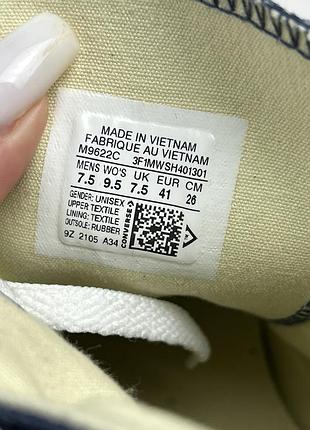 MADE IN VIETNAM
FABRIQUE AU VIETNAM
M9622C 3F1MWSH401301
MENS WO'S UK EUR CM
7.5 9.5 7.5 41 26
GENDER: UNISEX
UPPER: TEXTILE
LINING: TEXTILE
OUTSOLE: RUBBER
9Z 2105 A34
CONVERSE